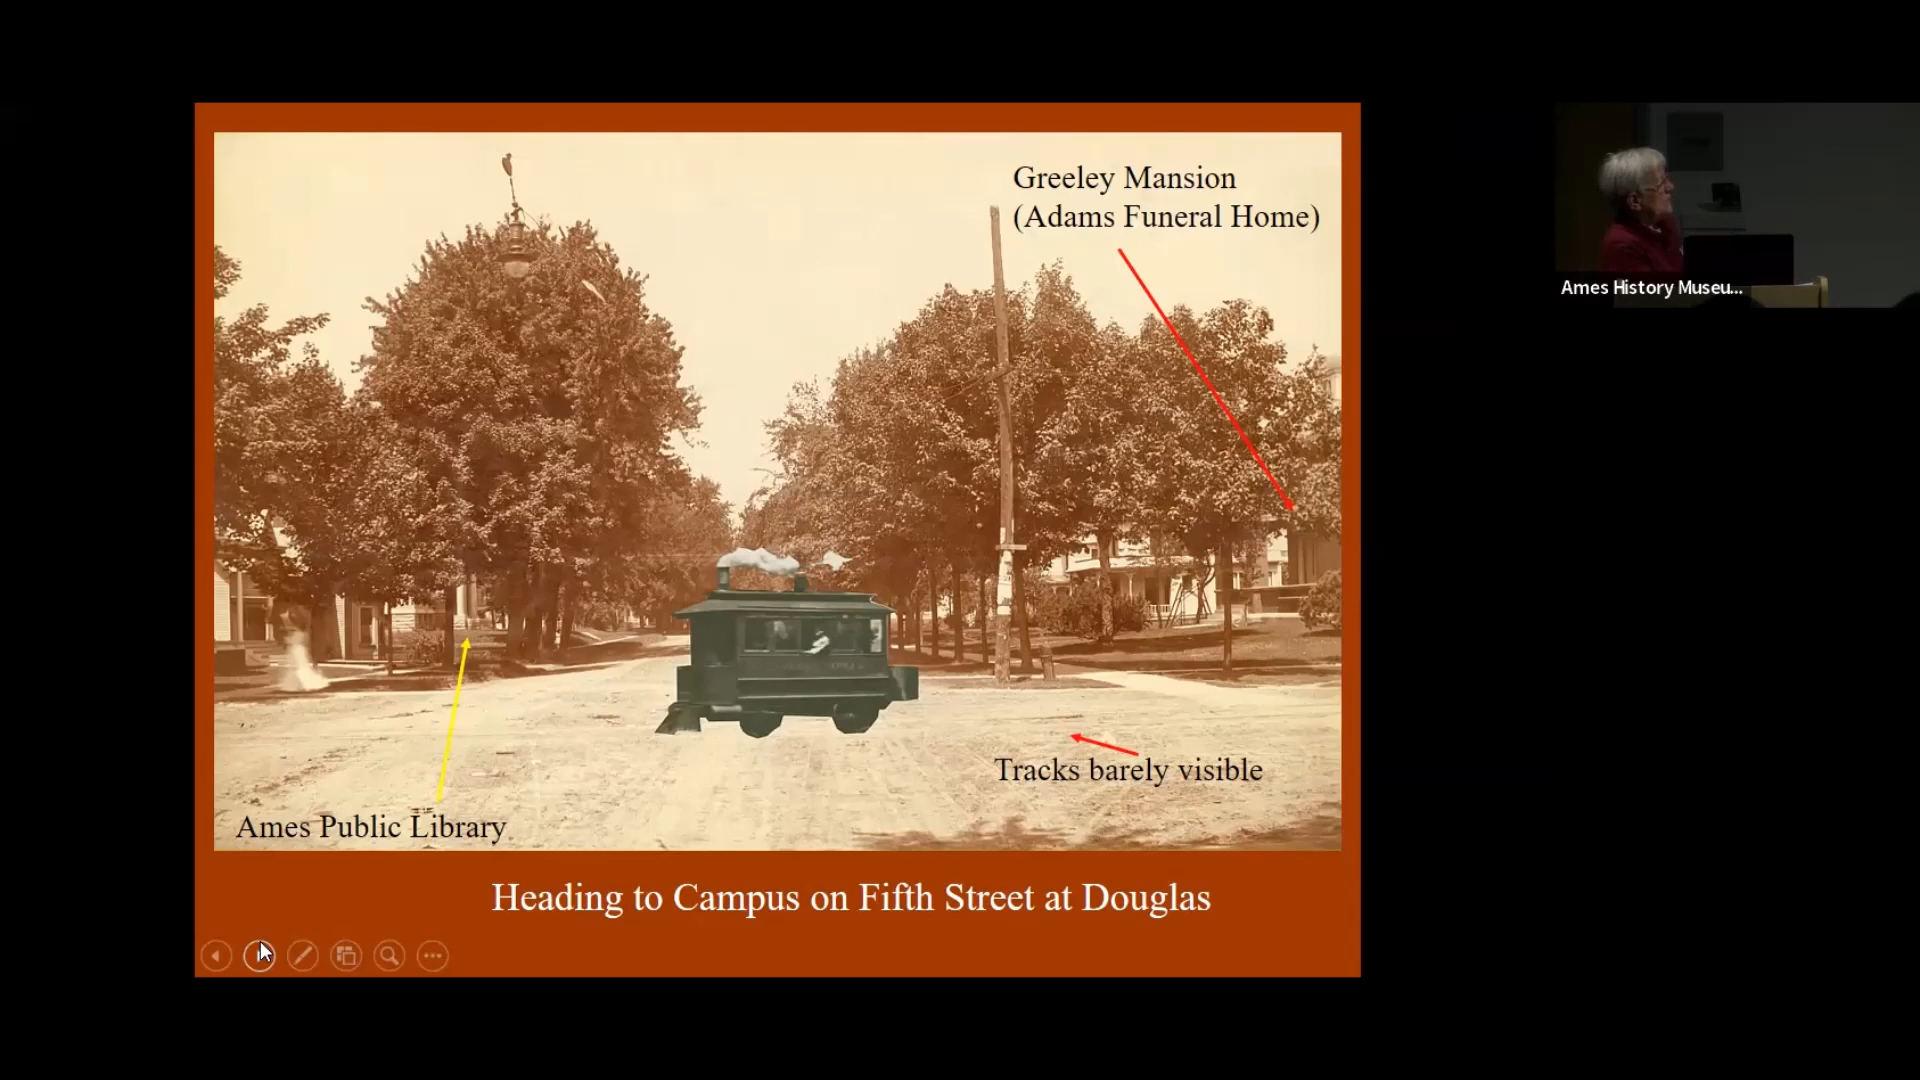 Greeley Mansion
(Adams Funeral Home)
Ames History Museu...
Tracks barely visible
Ames Public Library
Heading to Campus on Fifth Street at Douglas